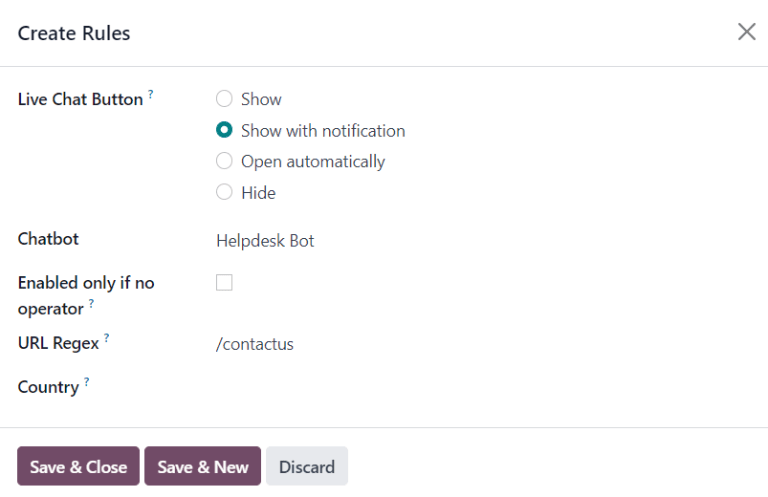 Create Rules
Live Chat Button ?
Show
Show with notification
Open automatically
Hide
Chatbot
Helpdesk Bot
Enabled only if no
operator ?
URL Regex ?
/contactus
Country ?
Save & Close
Save & New
Discard